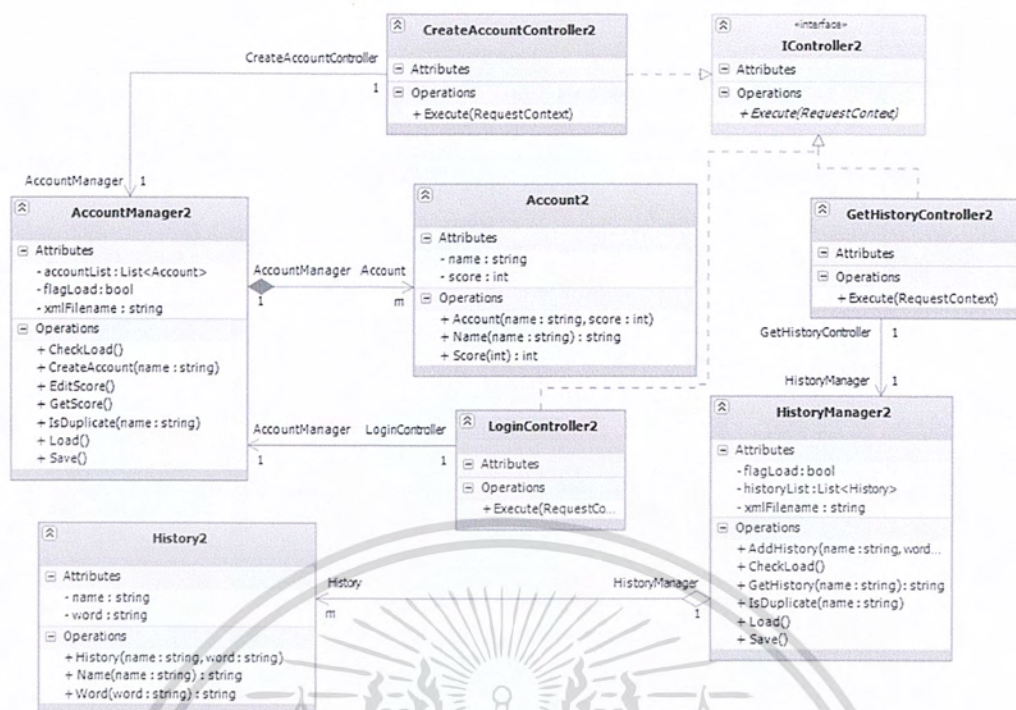 CreateAccountController2
Attributes
Operations
+ Execute(RequestContext)
«interface»
IController2
Attributes
Operations
+ Execute(RequestContext)
CreateAccountController
1
AccountManager
1
AccountManager2
Attributes
- accountList : List<Account>
- flagLoad : bool
- xmlFilename : string
Operations
+ CheckLoad()
+ CreateAccount(name : string)
+ EditScore()
+ GetScore()
+ IsDuplicate(name : string)
+ Load()
+ Save()
AccountManager
Account
1
m
Account2
Attributes
- name : string
- score : int
Operations
+ Account(name : string, score : int)
+ Name(name : string) : string
+ Score(int) : int
GetHistoryController2
Attributes
Operations
+ Execute(RequestContext)
GetHistoryController
1
HistoryManager
1
AccountManager
LoginController
1
1
LoginController2
Attributes
Operations
+ Execute(RequestCo...
HistoryManager2
Attributes
- flagLoad : bool
- historyList : List<History>
- xmlFilename : string
Operations
+ AddHistory(name : string, word...
+ CheckLoad()
+ GetHistory(name : string) : string
+ IsDuplicate(name : string)
+ Load()
+ Save()
History2
Attributes
- name : string
- word : string
Operations
+ History(name : string, word : string)
+ Name(name : string) : string
+ Word(word : string) : string
History
HistoryManager
m
1